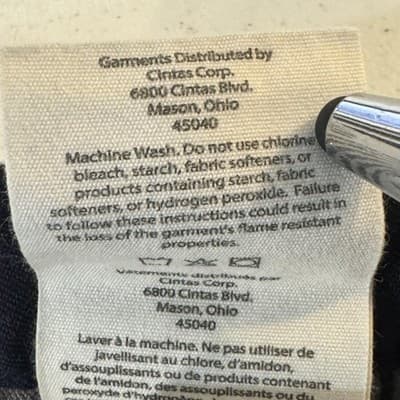 Garments Distributed by
Cintas Corp.
6800 Cintas Blvd.
Mason, Ohio
45040
Machine Wash. Do not use chlorine
bleach, starch, fabric softeners, or
products containing starch, fabric
softeners, or hydrogen peroxide. Failure
to follow these instructions could result in
the loss of the garment's flame resistant
properties.
Vetements distribués par
Cintas Corp.
6800 Cintas Blvd.
Mason, Ohio
45040
Laver à la machine. Ne pas utiliser de
javellisant au chlore, d'amidon,
d'assouplissants ou de produits contenant
de l'amidon, des assouplissants ou du
peroxyde d'hydrogène